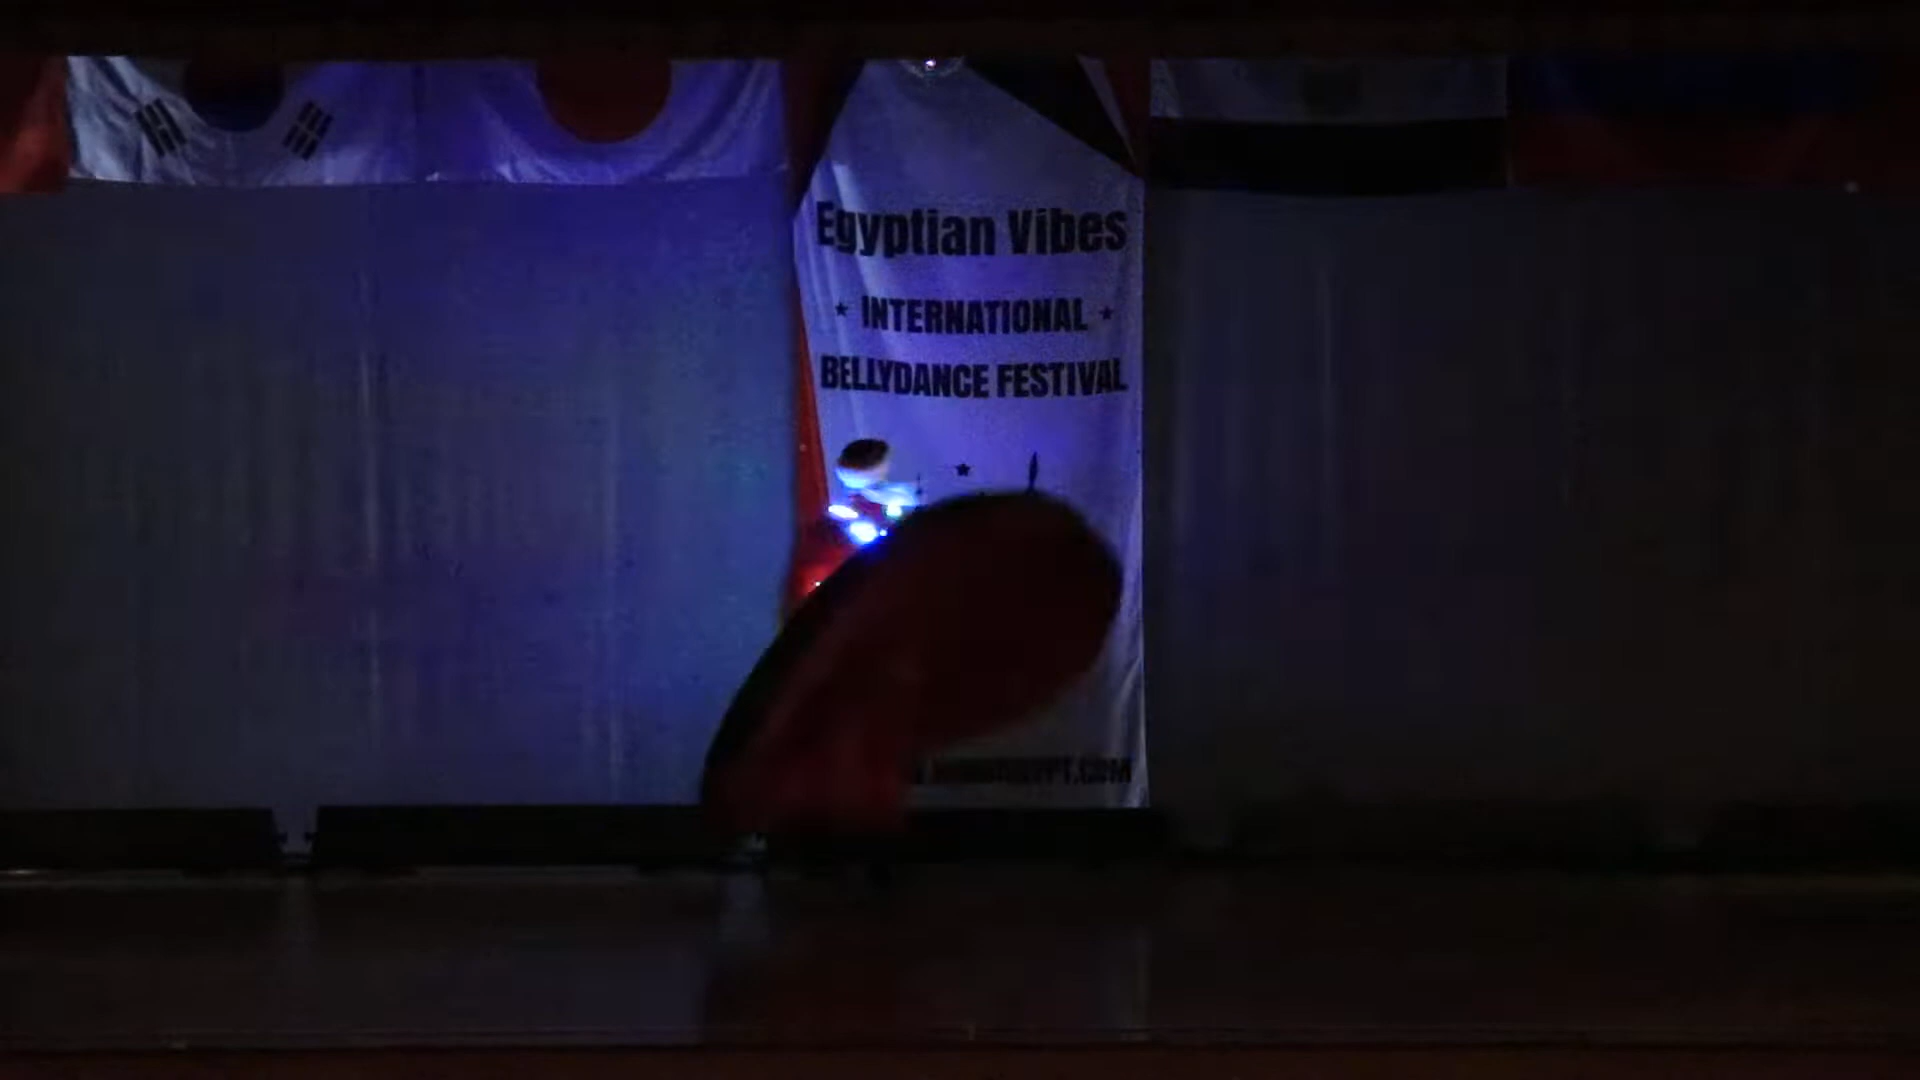 Egyptian Vibes
★ INTERNATIONAL ★
BELLYDANCE FESTIVAL